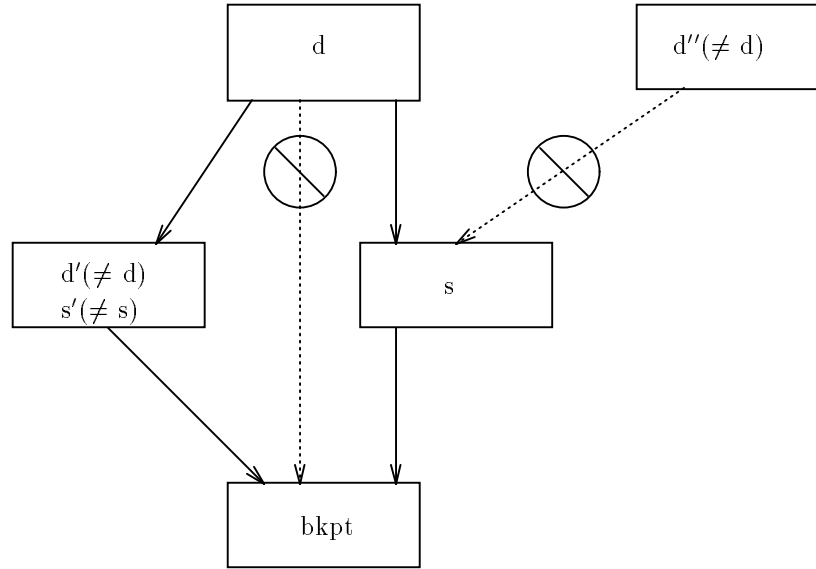 d
d′′(≠ d)
d′(≠ d)
s′(≠ s)
s
bkpt